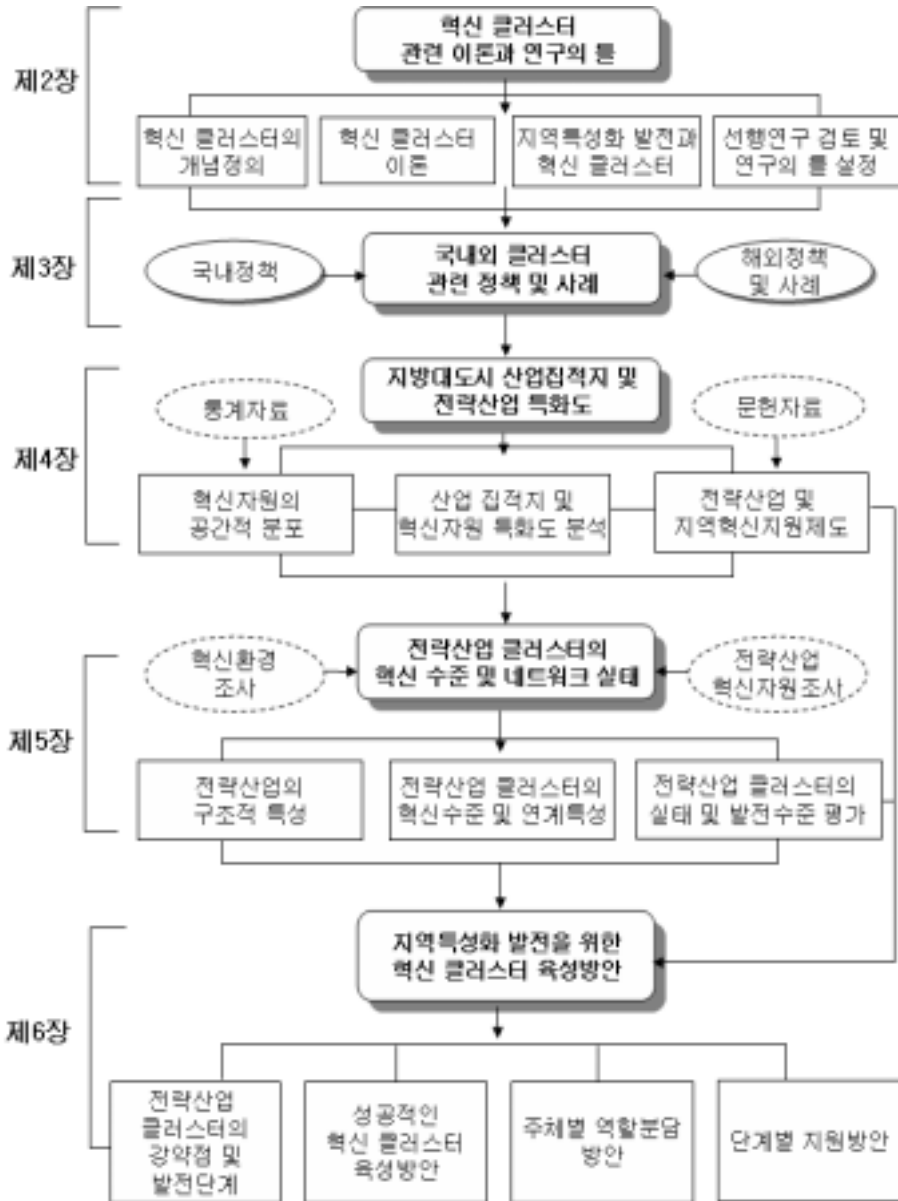 혁신 클러스터
관련 이론과 연구의 틀
제2장
혁신 클러스터의
개념정의
혁신 클러스터
이론
지역특성화 발전과
혁신 클러스터
선행연구 검토 및
연구의 틀 설정
제3장
국내정책
국내외 클러스터
관련 정책 및 사례
해외정책
및 사례
지방대도시 산업집적지 및
전략산업 특화도
통계자료
문헌자료
제4장
혁신자원의
공간적 분포
산업 집적지 및
혁신자원 특화도 분석
전략산업 및
지역혁신지원제도
혁신환경
조사
전략산업 클러스터의
혁신 수준 및 네트워크 실태
전략산업
혁신자원조사
제5장
전략산업의
구조적 특성
전략산업 클러스터의
혁신수준 및 연계특성
전략산업 클러스터의
실태 및 발전수준 평가
지역특성화 발전을 위한
혁신 클러스터 육성방안
제6장
전략산업
클러스터의
강약점 및
발전단계
성공적인
혁신 클러스터
육성방안
주체별 역할분담
방안
단계별 지원방안